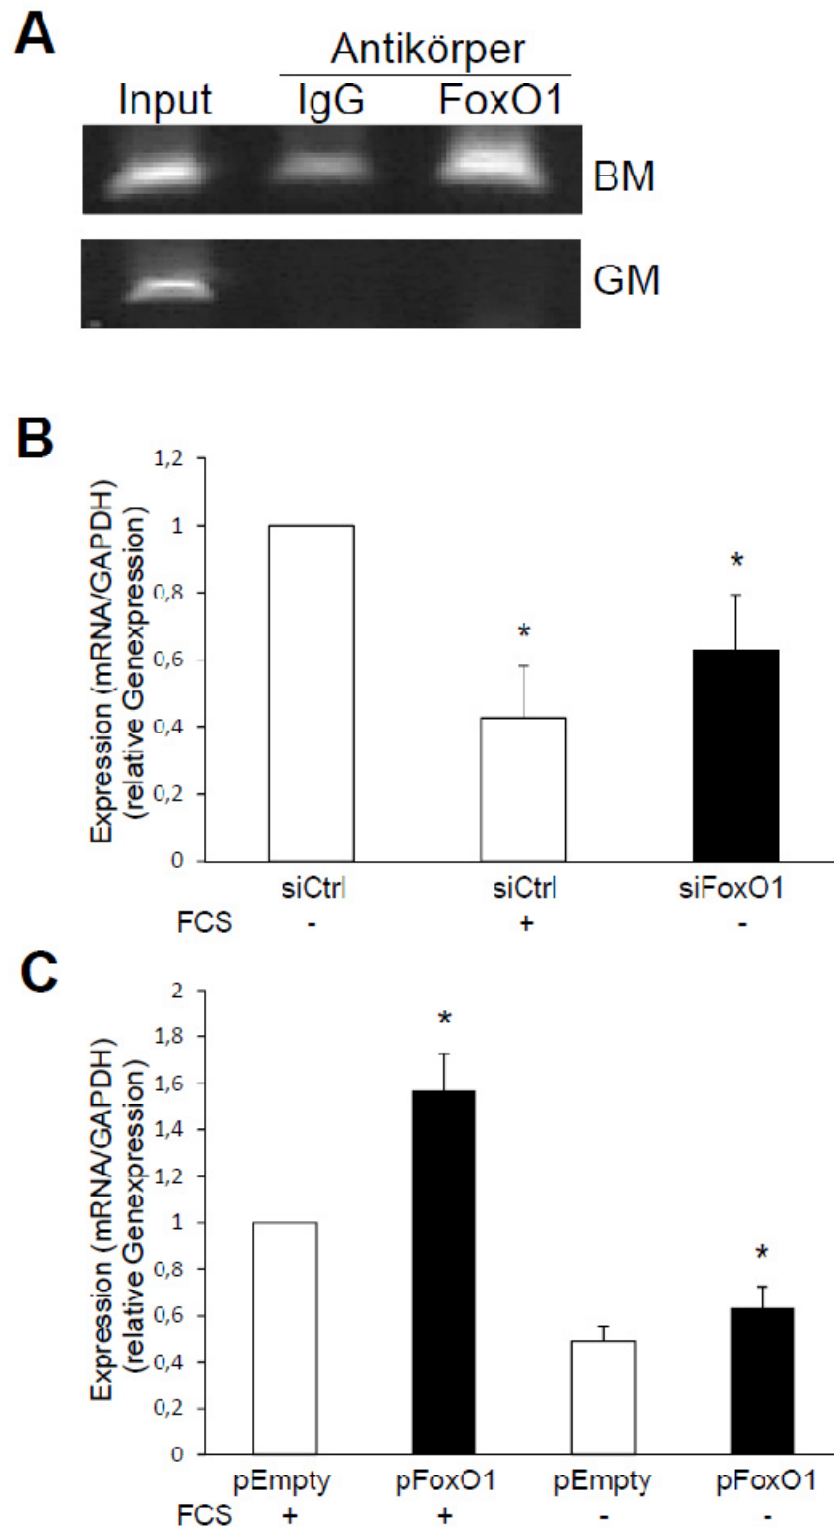 A
Antikörper
Input IgG FoxO1
BM
GM
B
Expression (mRNA/GAPDH)
(relative Genexpression)
1,2
1
0,8
0,6
0,4
0,2
0
*
*
siCtrl siCtrl siFoxO1
FCS - + -
C
Expression (mRNA/GAPDH)
(relative Genexpression)
2
1,8
1,6
1,4
1,2
1
0,8
0,6
0,4
0,2
0
*
*
pEmpty pFoxO1 pEmpty pFoxO1
FCS + + - -